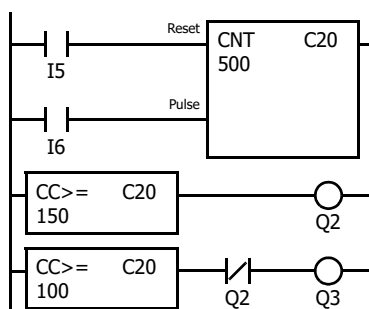 Reset
CNT C20
500
I5
Pulse
I6
CC>= C20
150
Q2
CC>= C20
100
Q2 Q3